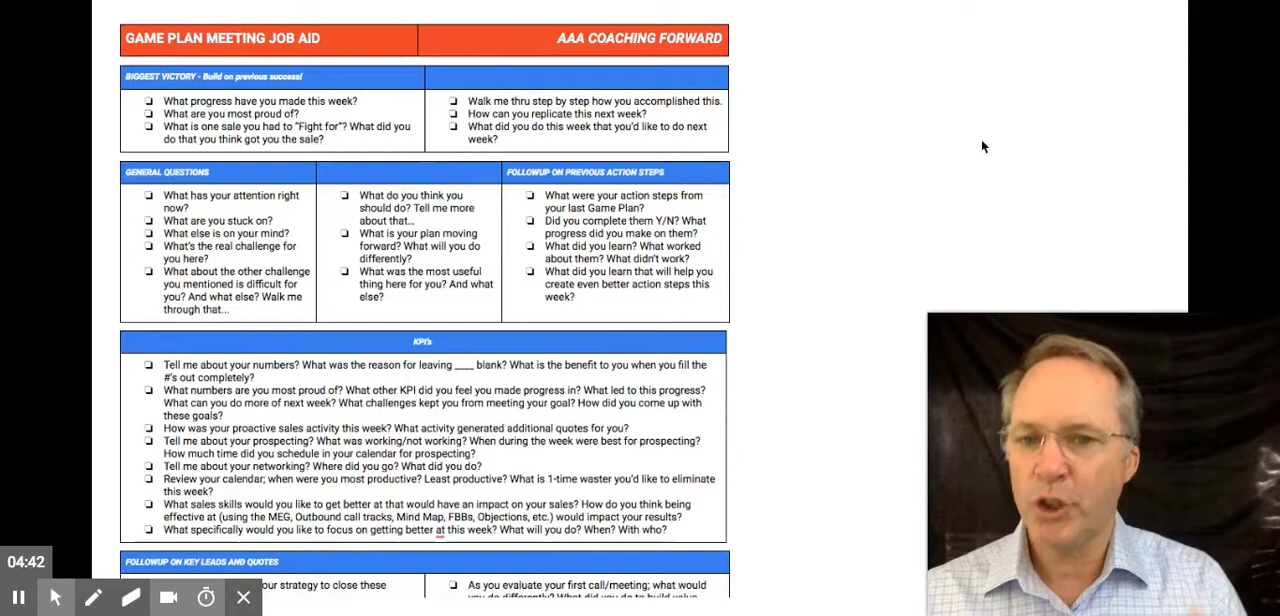 GAME PLAN MEETING JOB AID
AAA COACHING FORWARD
BIGGEST VICTORY - Build on previous success!
What progress have you made this week?
What are you most proud of?
What is one sale you had to “Fight for”? What did you
do that you think got you the sale?
Walk me thru step by step how you accomplished this.
How can you replicate this next week?
What did you do this week that you'd like to do next
week?
GENERAL QUESTIONS
What has your attention right
now?
What are you stuck on?
What else is on your mind?
What's the real challenge for
you here?
What about the other challenge
you mentioned is difficult for
you? And what else? Walk me
through that...
What do you think you
should do? Tell me more
about that...
What is your plan moving
forward? What will you do
differently?
What was the most useful
thing here for you? And what
else?
FOLLOWUP ON PREVIOUS ACTION STEPS
What were your action steps from
your last Game Plan?
Did you complete them Y/N? What
progress did you make on them?
What did you learn? What worked
about them? What didn't work?
What did you learn that will help you
create even better action steps this
week?
KPI's
Tell me about your numbers? What was the reason for leaving ____ blank? What is the benefit to you when you fill the
#'s out completely?
What numbers are you most proud of? What other KPI did you feel you made progress in? What led to this progress?
What can you do more of next week? What challenges kept you from meeting your goal? How did you come up with
these goals?
How was your proactive sales activity this week? What activity generated additional quotes for you?
Tell me about your prospecting? What was working/not working? When during the week were best for prospecting?
How much time did you schedule in your calendar for prospecting?
Tell me about your networking? Where did you go? What did you do?
Review your calendar; when were you most productive? Least productive? What is 1-time waster you'd like to eliminate
this week?
What sales skills would you like to get better at that would have an impact on your sales? How do you think being
effective at (using the MEG, Outbound call tracks, Mind Map, FBBs, Objections, etc.) would impact your results?
What specifically would you like to focus on getting better at this week? What will you do? When? With who?
FOLLOWUP ON KEY LEADS AND QUOTES
our strategy to close these
As you evaluate your first call/meeting; what would
you do differently? What did you do to build value
04:42